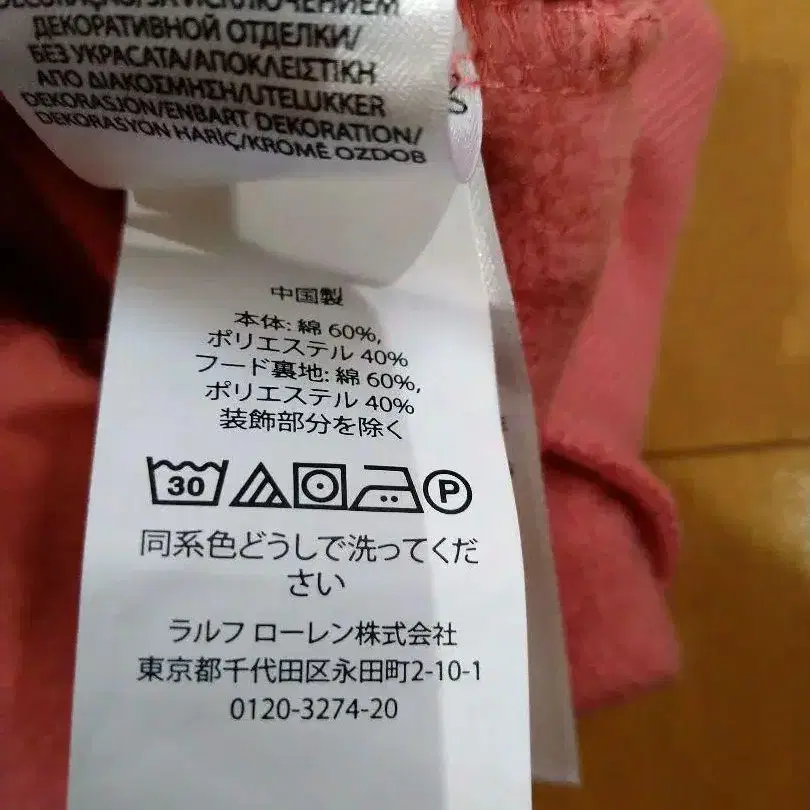 ДЕКОРАТИВНОЙ ОТДЕЛКИ/
БЕЗ УКРАСАТА/ΑΠΟΚΛΕΙΣΤΙΚΗ
ΑΠΟ ΔΙΑΚΟΣΜΗΣΗ/UTELUKKER
DEKORASJON/ENBART DEKORATION/
DEKORASYON HARİÇ/KROMĚ OZDOB
中国製
本体: 綿 60%,
ポリエステル 40%
フード裏地: 綿 60%,
ポリエステル 40%
装飾部分を除く
30 P
同系色どうしで洗ってくだ
さい
ラルフ ローレン株式会社
東京都千代田区永田町2-10-1
0120-3274-20